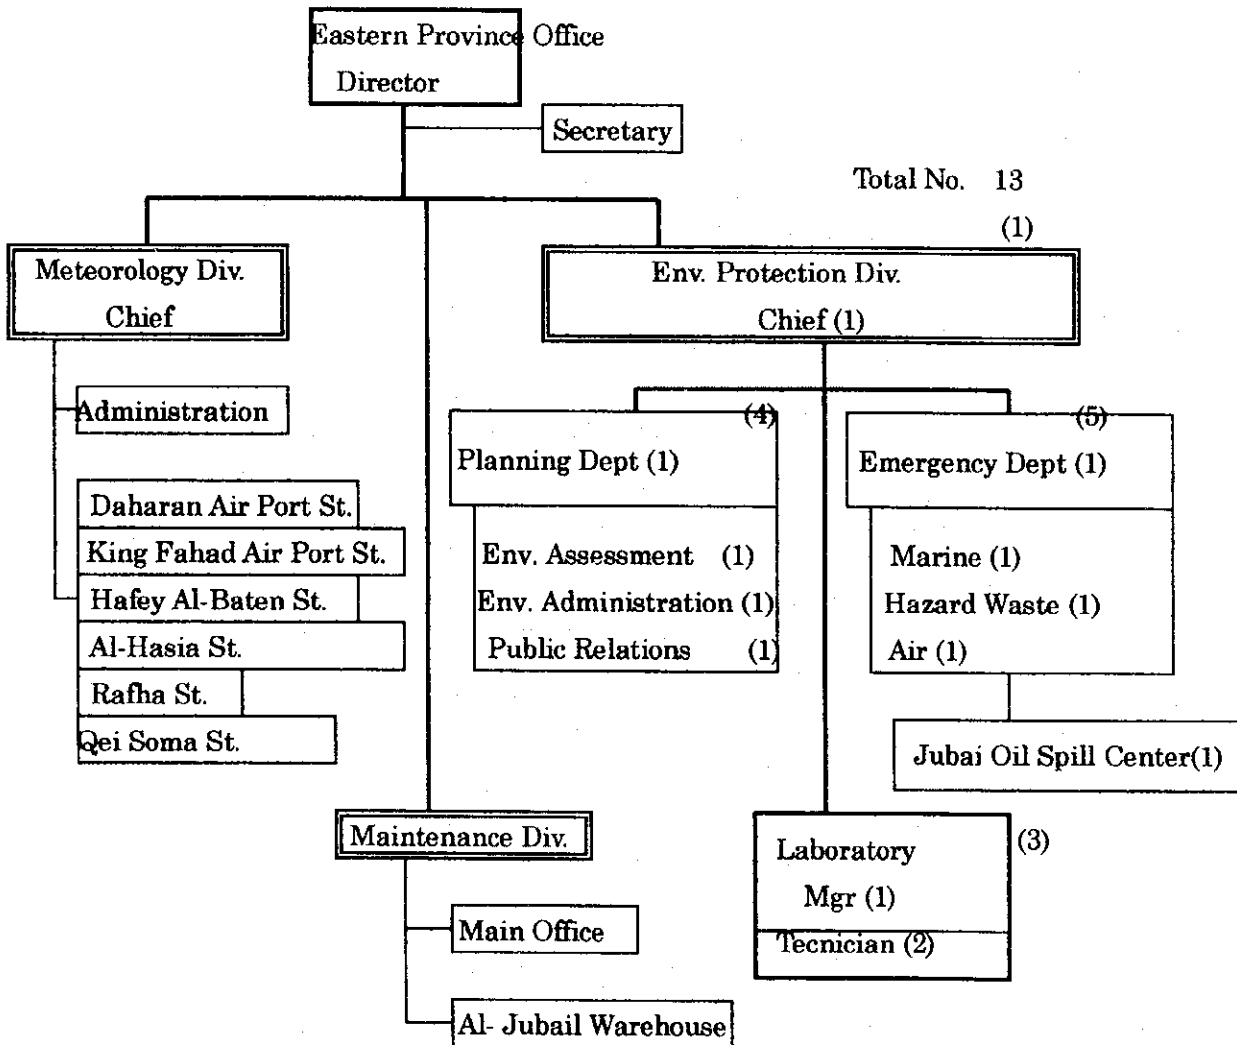 Eastern Province Office
Director
Secretary
Total No. 13
(1)
Meteorology Div.
Chief
Env. Protection Div.
Chief (1)
Administration
Daharan Air Port St.
King Fahad Air Port St.
Hafey Al-Baten St.
Al-Hasia St.
Rafha St.
Qei Soma St.
(4)
Planning Dept (1)
Env. Assessment (1)
Env. Administration (1)
Public Relations (1)
(5)
Emergency Dept (1)
Marine (1)
Hazard Waste (1)
Air (1)
Jubai Oil Spill Center(1)
Maintenance Div.
Main Office
Al- Jubail Warehouse
(3)
Laboratory
Mgr (1)
Tecnician (2)